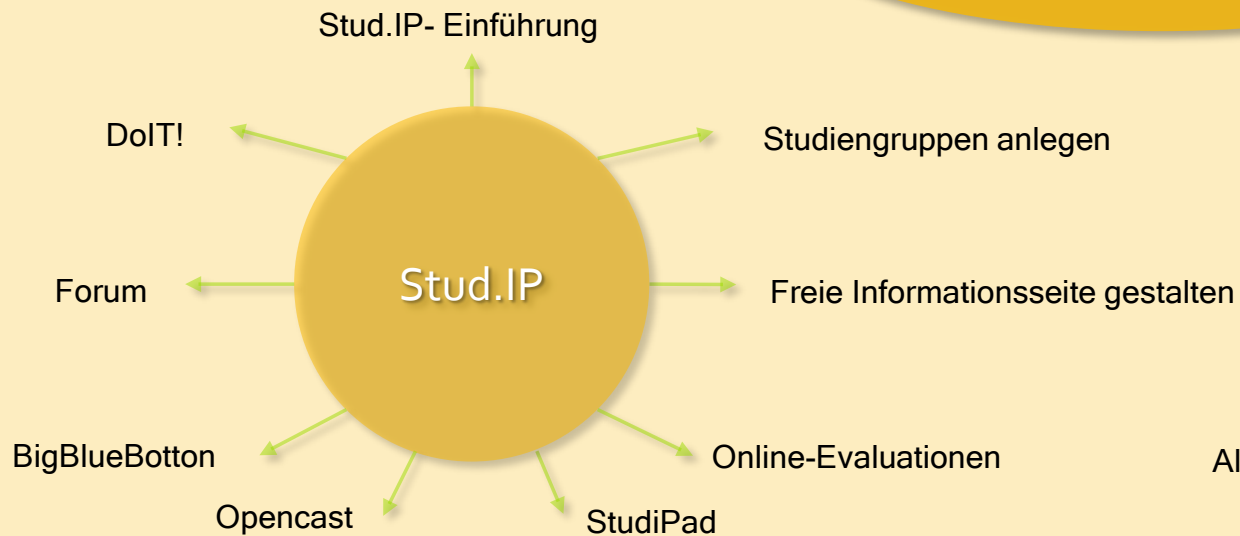 Stud.IP- Einführung
DoIT!
Studiengruppen anlegen
Stud.IP
Forum
Freie Informationsseite gestalten
BigBlueBotton
Online-Evaluationen
Opencast
StudiPad